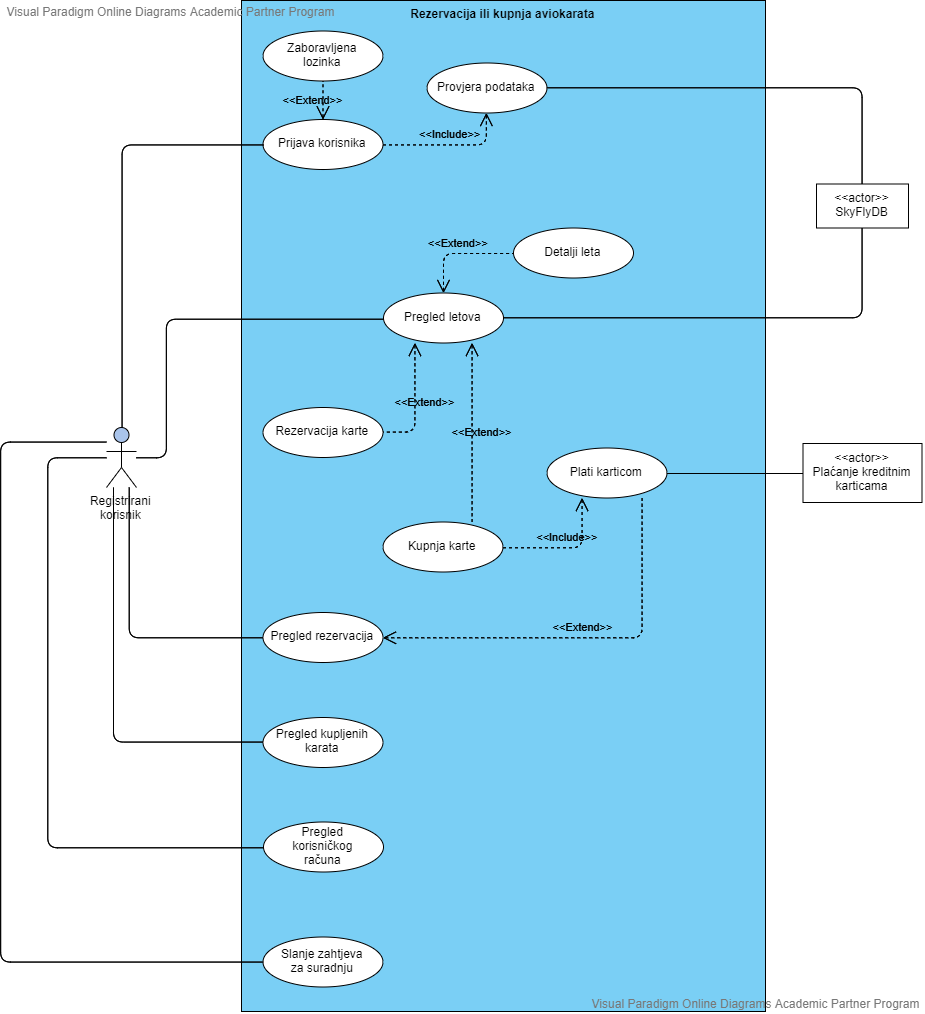 Visual Paradigm Online Diagrams Academic Partner Program
Rezervacija ili kupnja aviokarata
Zaboravljena
lozinka
Provjera podataka
<<Extend>>
<<Include>>
Prijava korisnika
<<actor>>
SkyFlyDB
<<Extend>>
Detalji leta
Pregled letova
<<Extend>>
Rezervacija karte
<<Extend>>
Plati karticom
<<actor>>
Plaćanje kreditnim
karticama
Registrirani
korisnik
Kupnja karte
<<Include>>
<<Extend>>
Pregled rezervacija
Pregled kupljenih
karata
Pregled
korisničkog
računa
Slanje zahtjeva
za suradnju
Visual Paradigm Online Diagrams Academic Partner Program